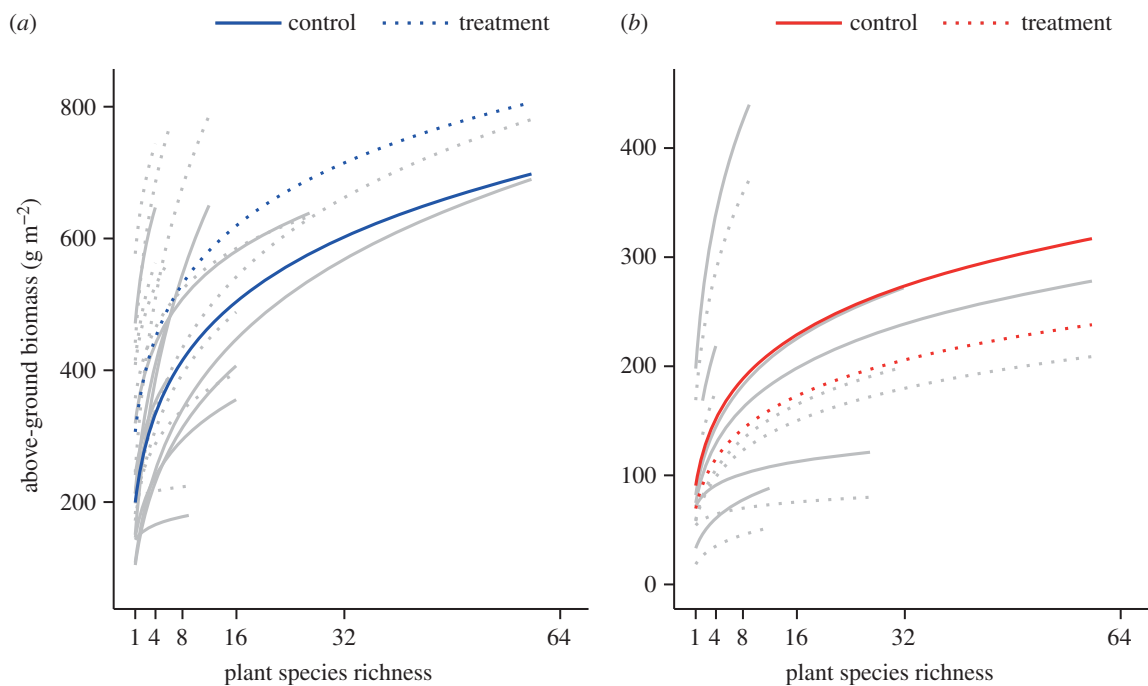 (a) control treatment
(b) control treatment
above-ground biomass (g m−2)
800
600
400
200
1 4 8 16 32 64
plant species richness
400
300
200
100
0
1 4 8 16 32 64
plant species richness